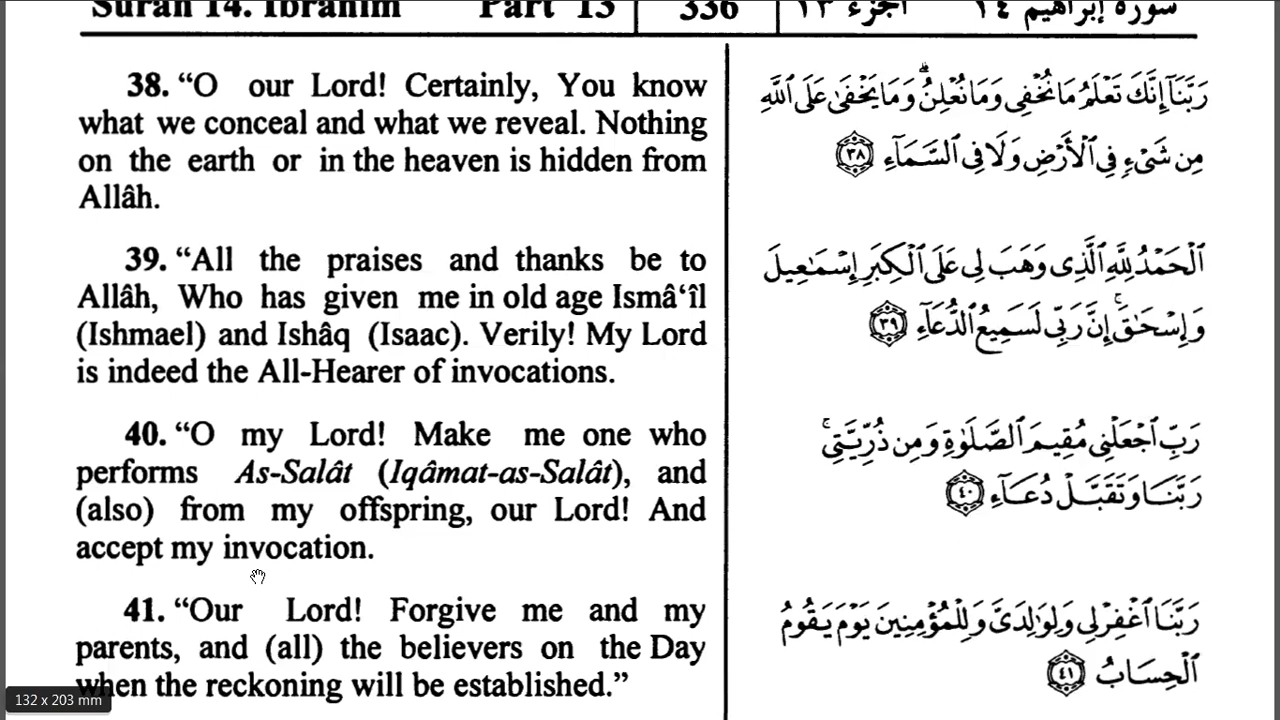 Surah 14. Ibrahim Part 13 336 الجزء ١٣ سورة إبراهيم ١٤
38. “O our Lord! Certainly, You know
what we conceal and what we reveal. Nothing
on the earth or in the heaven is hidden from
Allâh.
رَبَّنَآ إِنَّكَ تَعْلَمُ مَا نُخْفِى وَمَا نُعْلِنُ ۗ وَمَا يَخْفَىٰ عَلَى ٱللَّهِ
مِن شَىْءٍ فِى ٱلْأَرْضِ وَلَا فِى ٱلسَّمَآءِ ٣٨
39. “All the praises and thanks be to
Allâh, Who has given me in old age Ismâ‘îl
(Ishmael) and Ishâq (Isaac). Verily! My Lord
is indeed the All-Hearer of invocations.
ٱلْحَمْدُ لِلَّهِ ٱلَّذِى وَهَبَ لِى عَلَى ٱلْكِبَرِ إِسْمَٰعِيلَ
وَإِسْحَٰقَ ۚ إِنَّ رَبِّى لَسَمِيعُ ٱلدُّعَآءِ ٣٩
40. “O my Lord! Make me one who
performs As-Salât (Iqâmat-as-Salât), and
(also) from my offspring, our Lord! And
accept my invocation.
رَبِّ ٱجْعَلْنِى مُقِيمَ ٱلصَّلَوٰةِ وَمِن ذُرِّيَّتِى ۚ
رَبَّنَا وَتَقَبَّلْ دُعَآءِ ٤٠
41. “Our Lord! Forgive me and my
parents, and (all) the believers on the Day
when the reckoning will be established.”
رَبَّنَا ٱغْفِرْ لِى وَلِوَٰلِدَىَّ وَلِلْمُؤْمِنِينَ يَوْمَ يَقُومُ
ٱلْحِسَابُ ٤١
132 x 203 mm